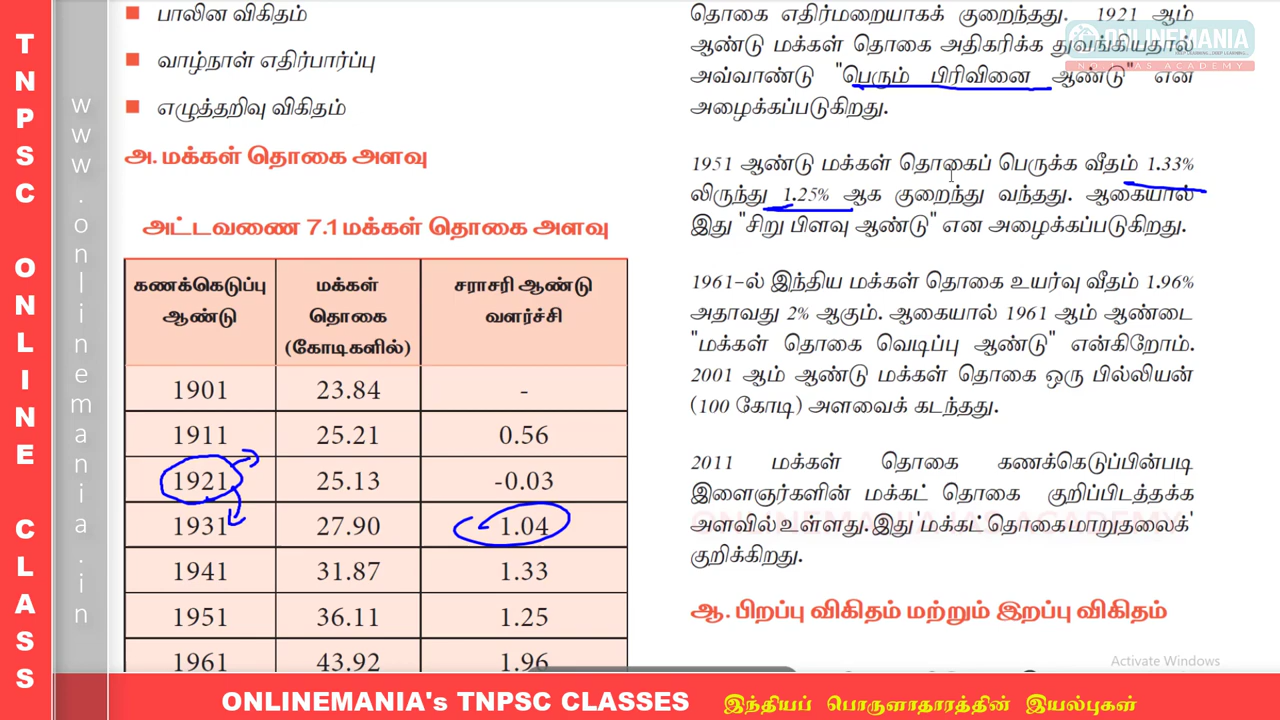 TNPSC ONLINE CLASS
www.onlinemania.in
பாலின விகிதம்
வாழ்நாள் எதிர்பார்ப்பு
எழுத்தறிவு விகிதம்
அ. மக்கள் தொகை அளவு
அட்டவணை 7.1 மக்கள் தொகை அளவு
கணக்கெடுப்பு ஆண்டு | மக்கள் தொகை (கோடிகளில்) | சராசரி ஆண்டு வளர்ச்சி
1901 23.84 -
1911 25.21 0.56
1921 25.13 -0.03
1931 27.90 1.04
1941 31.87 1.33
1951 36.11 1.25
1961 43.92 1.96
தொகை எதிர்மறையாகக் குறைந்தது. 1921 ஆம்
ஆண்டு மக்கள் தொகை அதிகரிக்க துவங்கியதால்
அவ்வாண்டு "பெரும் பிரிவினை ஆண்டு" என
அழைக்கப்படுகிறது.
1951 ஆண்டு மக்கள் தொகைப் பெருக்க வீதம் 1.33%
லிருந்து 1.25% ஆக குறைந்து வந்தது. ஆகையால்
இது "சிறு பிளவு ஆண்டு" என அழைக்கப்படுகிறது.
1961-ல் இந்திய மக்கள் தொகை உயர்வு வீதம் 1.96%
அதாவது 2% ஆகும். ஆகையால் 1961 ஆம் ஆண்டை
"மக்கள் தொகை வெடிப்பு ஆண்டு" என்கிறோம்.
2001 ஆம் ஆண்டு மக்கள் தொகை ஒரு பில்லியன்
(100 கோடி) அளவைக் கடந்தது.
2011 மக்கள் தொகை கணக்கெடுப்பின்படி
இளைஞர்களின் மக்கட் தொகை குறிப்பிடத்தக்க
அளவில் உள்ளது. இது 'மக்கட் தொகை மாறுதலைக்'
குறிக்கிறது.
ஆ. பிறப்பு விகிதம் மற்றும் இறப்பு விகிதம்
ONLINEMANIA
ONLINEMANIA IAS ACADEMY
Activate Windows
ONLINEMANIA's TNPSC CLASSES இந்தியப் பொருளாதாரத்தின் இயல்புகள்